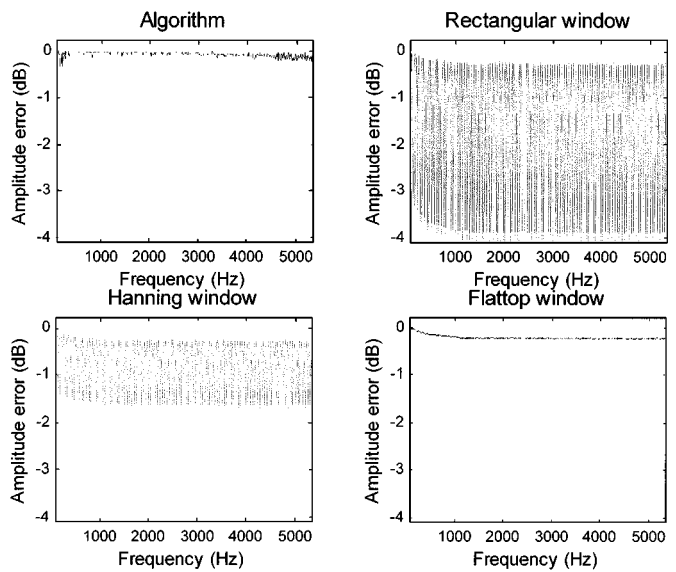 Algorithm
Amplitude error (dB)
0
-1
-2
-3
-4
1000 2000 3000 4000 5000
Frequency (Hz)
Rectangular window
Amplitude error (dB)
0
-1
-2
-3
-4
1000 2000 3000 4000 5000
Frequency (Hz)
Hanning window
Amplitude error (dB)
0
-1
-2
-3
-4
1000 2000 3000 4000 5000
Frequency (Hz)
Flattop window
Amplitude error (dB)
0
-1
-2
-3
-4
1000 2000 3000 4000 5000
Frequency (Hz)